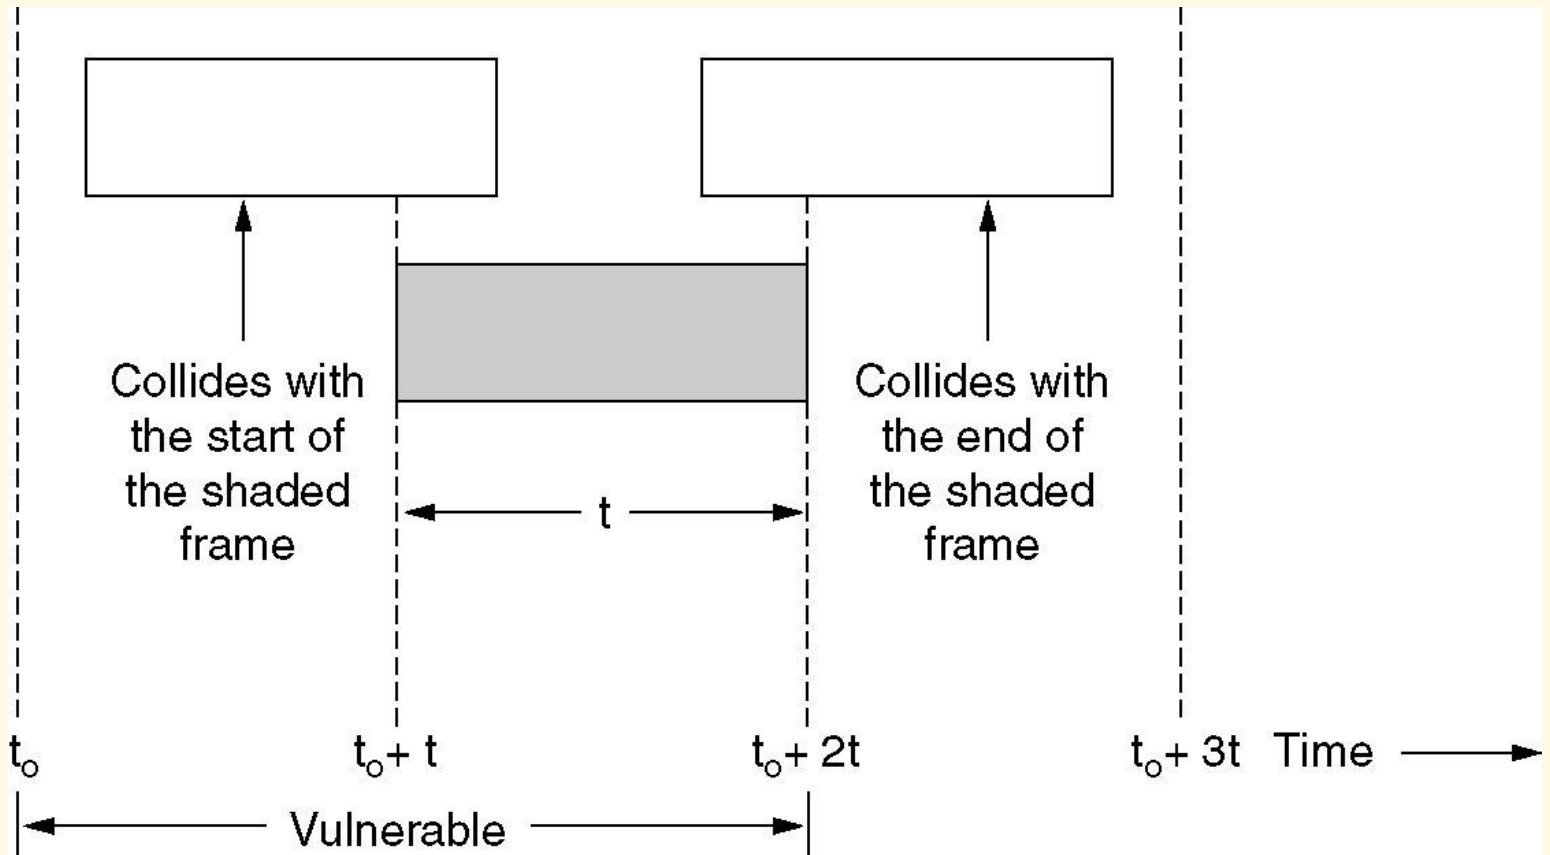 Collides with
the start of
the shaded
frame
t
Collides with
the end of
the shaded
frame
to
to+ t
to+ 2t
to+ 3t
Time
Vulnerable